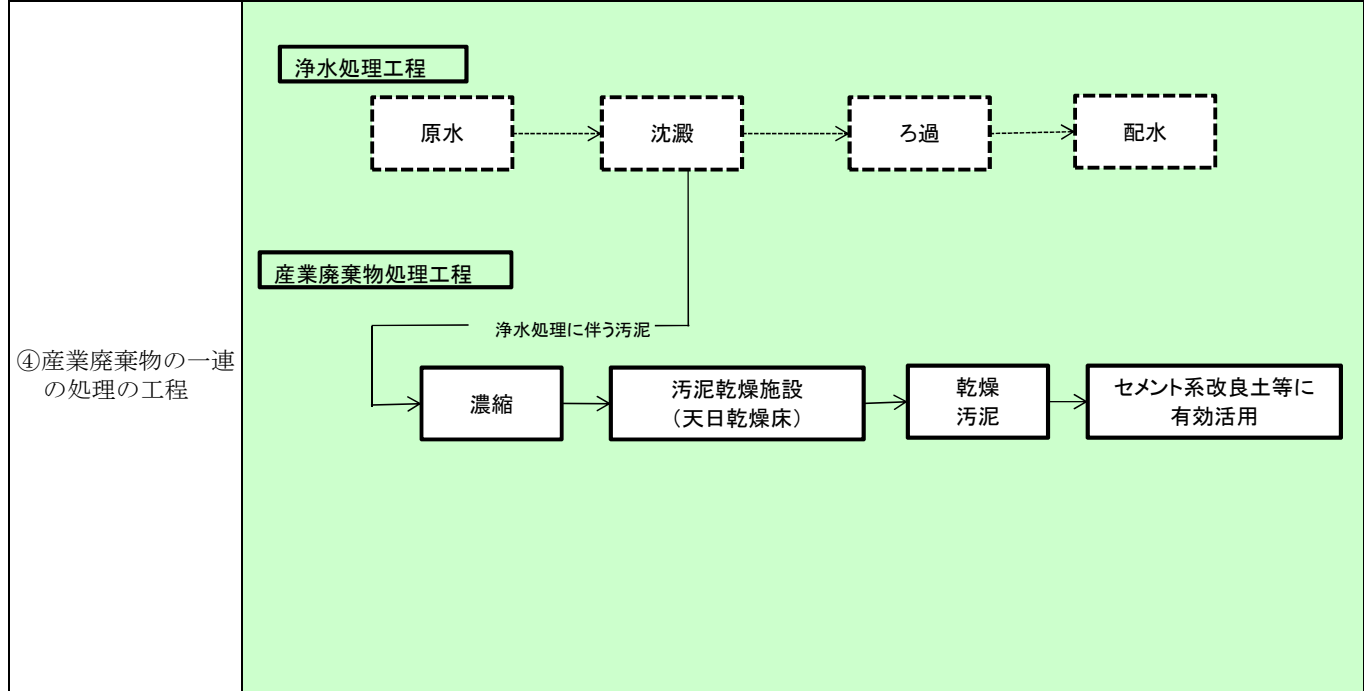 ④産業廃棄物の一連
の処理の工程
浄水処理工程
原水
沈澱
ろ過
配水
産業廃棄物処理工程
浄水処理に伴う汚泥
濃縮
汚泥乾燥施設
（天日乾燥床）
乾燥
汚泥
セメント系改良土等に
有効活用